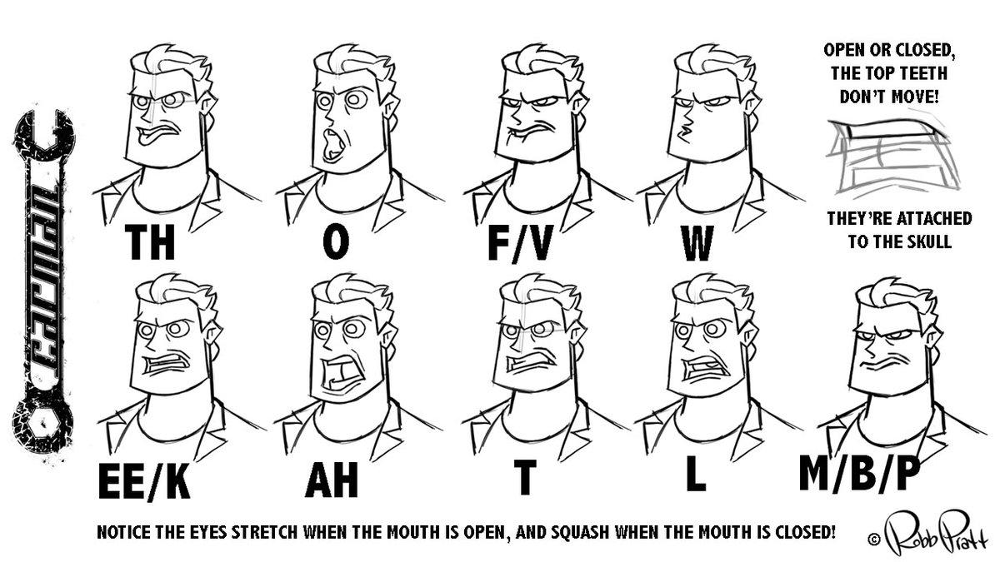 CARMAN
OPEN OR CLOSED,
THE TOP TEETH
DON'T MOVE!
THEY'RE ATTACHED
TO THE SKULL
TH
O
F/V
W
EE/K
AH
T
L
M/B/P
NOTICE THE EYES STRETCH WHEN THE MOUTH IS OPEN, AND SQUASH WHEN THE MOUTH IS CLOSED!
© Robb Pratt